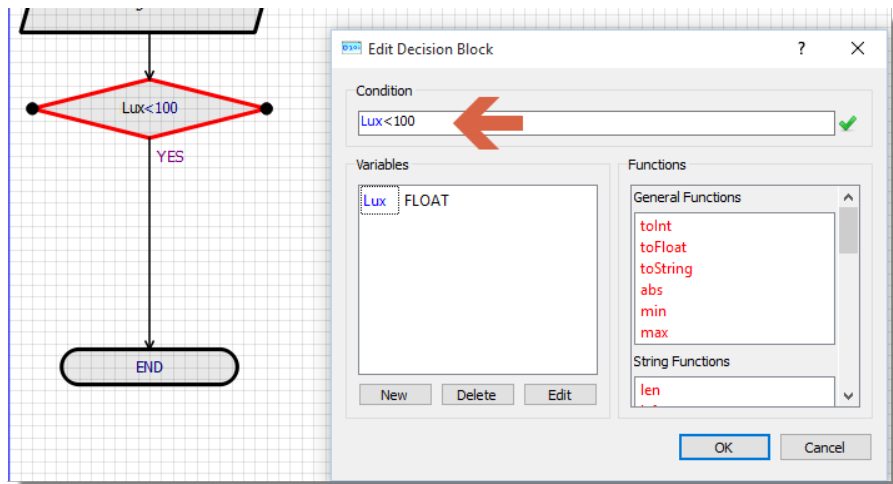 Lux<100
YES
END
Edit Decision Block
?
Condition
Lux<100
Variables
Lux FLOAT
New
Delete
Edit
Functions
General Functions
toInt
toFloat
toString
abs
min
max
String Functions
len
OK
Cancel